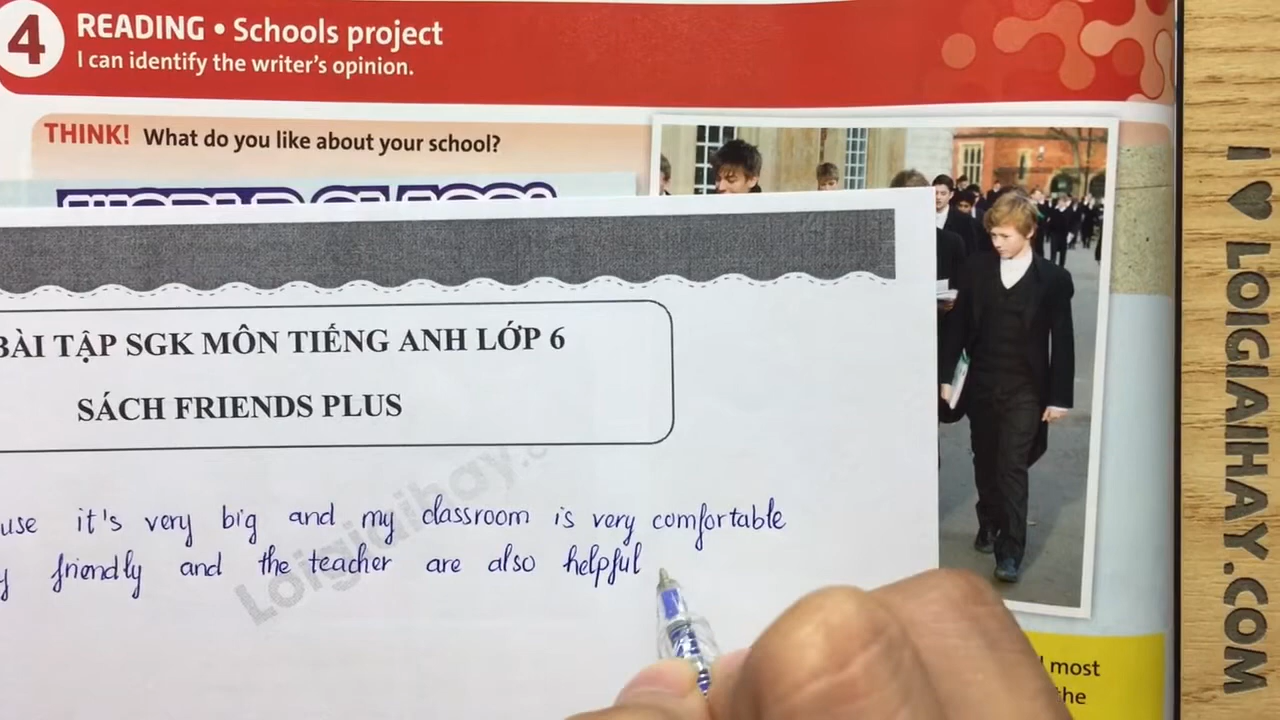 4
READING • Schools project
I can identify the writer's opinion.
THINK! What do you like about your school?
BÀI TẬP SGK MÔN TIẾNG ANH LỚP 6
SÁCH FRIENDS PLUS
it's very big and my classroom is very comfortable
friendly and the teacher are also helpful
Loigiaihay.
most
the
I ♥ LOIGIAIHAY.COM